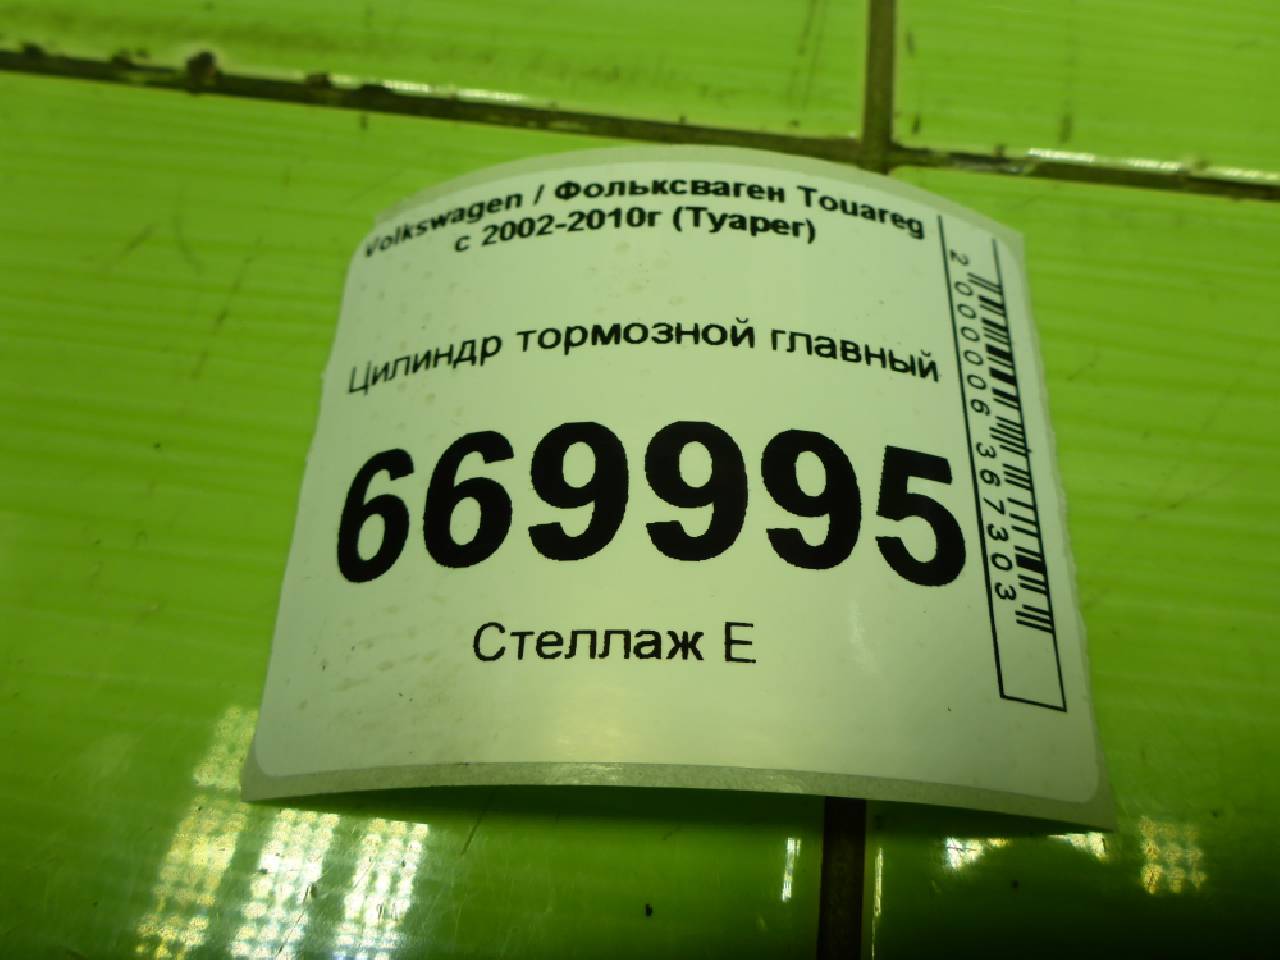 Volkswagen / Фольксваген Touareg
с 2002-2010г (Туарег)
Цилиндр тормозной главный
669995
Стеллаж Е
2000006367303